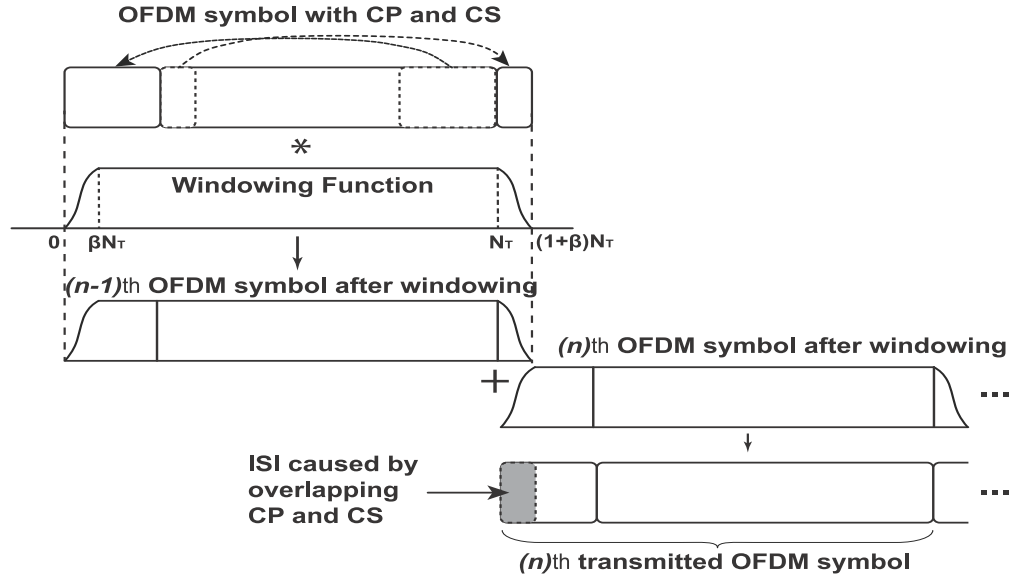 OFDM symbol with CP and CS
*
Windowing Function
0 βNT NT (1+β)NT
(n-1)th OFDM symbol after windowing
(n)th OFDM symbol after windowing
+
...
ISI caused by
overlapping
CP and CS
...
(n)th transmitted OFDM symbol